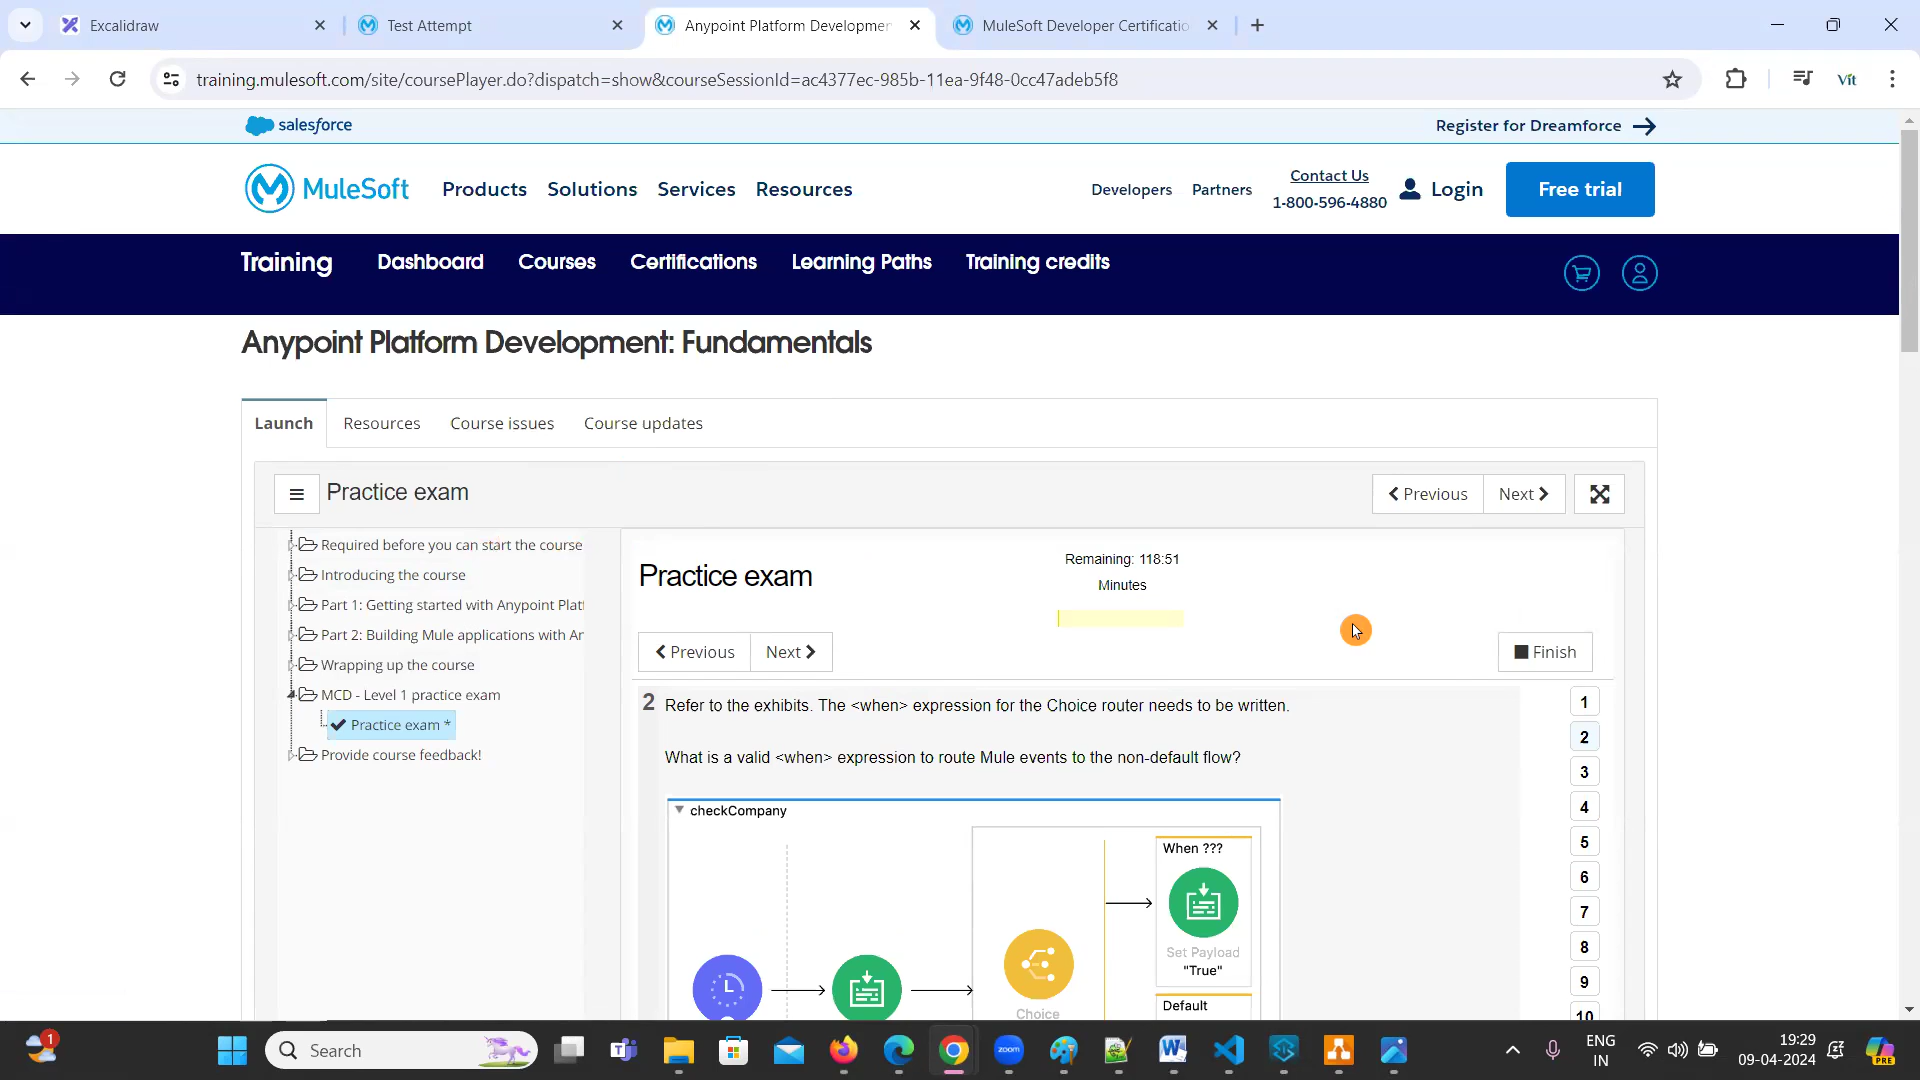 Excalidraw
Test Attempt
Anypoint Platform Developmen
MuleSoft Developer Certificatio
training.mulesoft.com/site/coursePlayer.do?dispatch=show&courseSessionId=ac4377ec-985b-11ea-9f48-0cc47adeb5f8
Vit
salesforce
Register for Dreamforce
MuleSoft
Products
Solutions
Services
Resources
Developers
Partners
Contact Us
1-800-596-4880
Login
Free trial
Training
Dashboard
Courses
Certifications
Learning Paths
Training credits
Anypoint Platform Development: Fundamentals
Launch
Resources
Course issues
Course updates
Practice exam
Previous
Next
Required before you can start the course
Introducing the course
Part 1: Getting started with Anypoint Platf
Part 2: Building Mule applications with An
Wrapping up the course
MCD - Level 1 practice exam
Practice exam *
Provide course feedback!
Practice exam
Remaining: 118:51
Minutes
Previous
Next
Finish
2 Refer to the exhibits. The <when> expression for the Choice router needs to be written.
What is a valid <when> expression to route Mule events to the non-default flow?
checkCompany
When ???
Set Payload
"True"
Choice
Default
1
2
3
4
5
6
7
8
9
10
1
Search
zoom
ENG
IN
19:29
09-04-2024
PRE